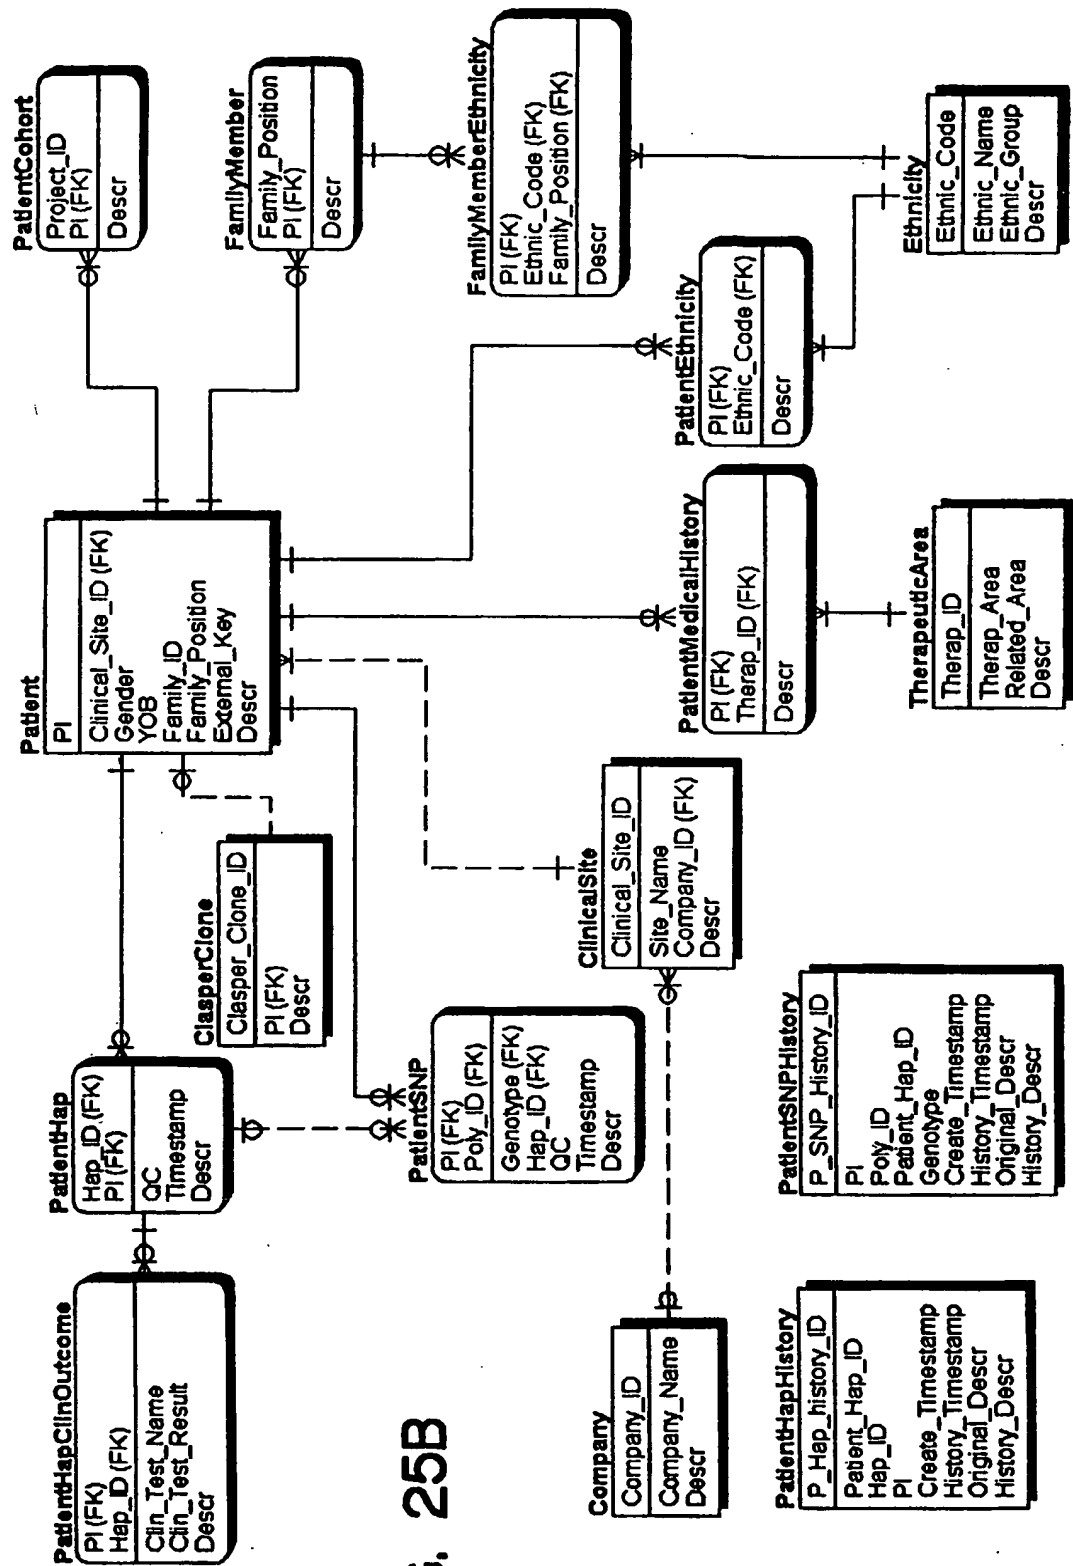 PatientHapClinOutcome
PI (FK)
Hap_ID (FK)
Clin_Test_Name
Clin_Test_Result
Descr
PatientHap
Hap_ID (FK)
PI (FK)
QC
Timestamp
Descr
Patient
PI
Clinical_Site_ID (FK)
Gender
YOB
Family_ID
Family_Position
External_Key
Descr
PatientCohort
Project_ID
PI (FK)
Descr
FamilyMember
Family_Position
PI (FK)
Descr
ClasperClone
Clasper_Clone_ID
PI (FK)
Descr
PatientSNP
PI (FK)
Poly_ID (FK)
Genotype (FK)
Hap_ID (FK)
QC
Timestamp
Descr
FamilyMemberEthnicity
PI (FK)
Ethnic_Code (FK)
Family_Position (FK)
Descr
25B
Company
Company_ID
Company_Name
Descr
ClinicalSite
Clinical_Site_ID
Site_Name
Company_ID (FK)
Descr
PatientMedicalHistory
PI (FK)
Therap_ID (FK)
Descr
PatientEthnicity
PI (FK)
Ethnic_Code (FK)
Descr
PatientHapHistory
P_Hap_history_ID
Patient_Hap_ID
Hap_ID
PI
Create_Timestamp
History_Timestamp
Original_Descr
History_Descr
PatientSNPHistory
P_SNP_History_ID
PI
Poly_ID
Patient_Hap_ID
Genotype
Create_Timestamp
History_Timestamp
Original_Descr
History_Descr
TherapeuticArea
Therap_ID
Therap_Area
Related_Area
Descr
Ethnicity
Ethnic_Code
Ethnic_Name
Ethnic_Group
Descr